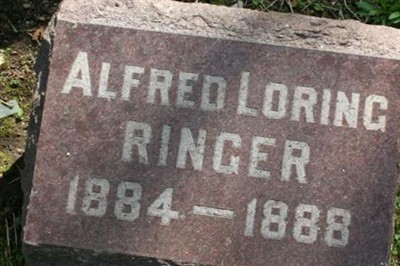 ALFRED LORING
RINGER
1884 — 1888